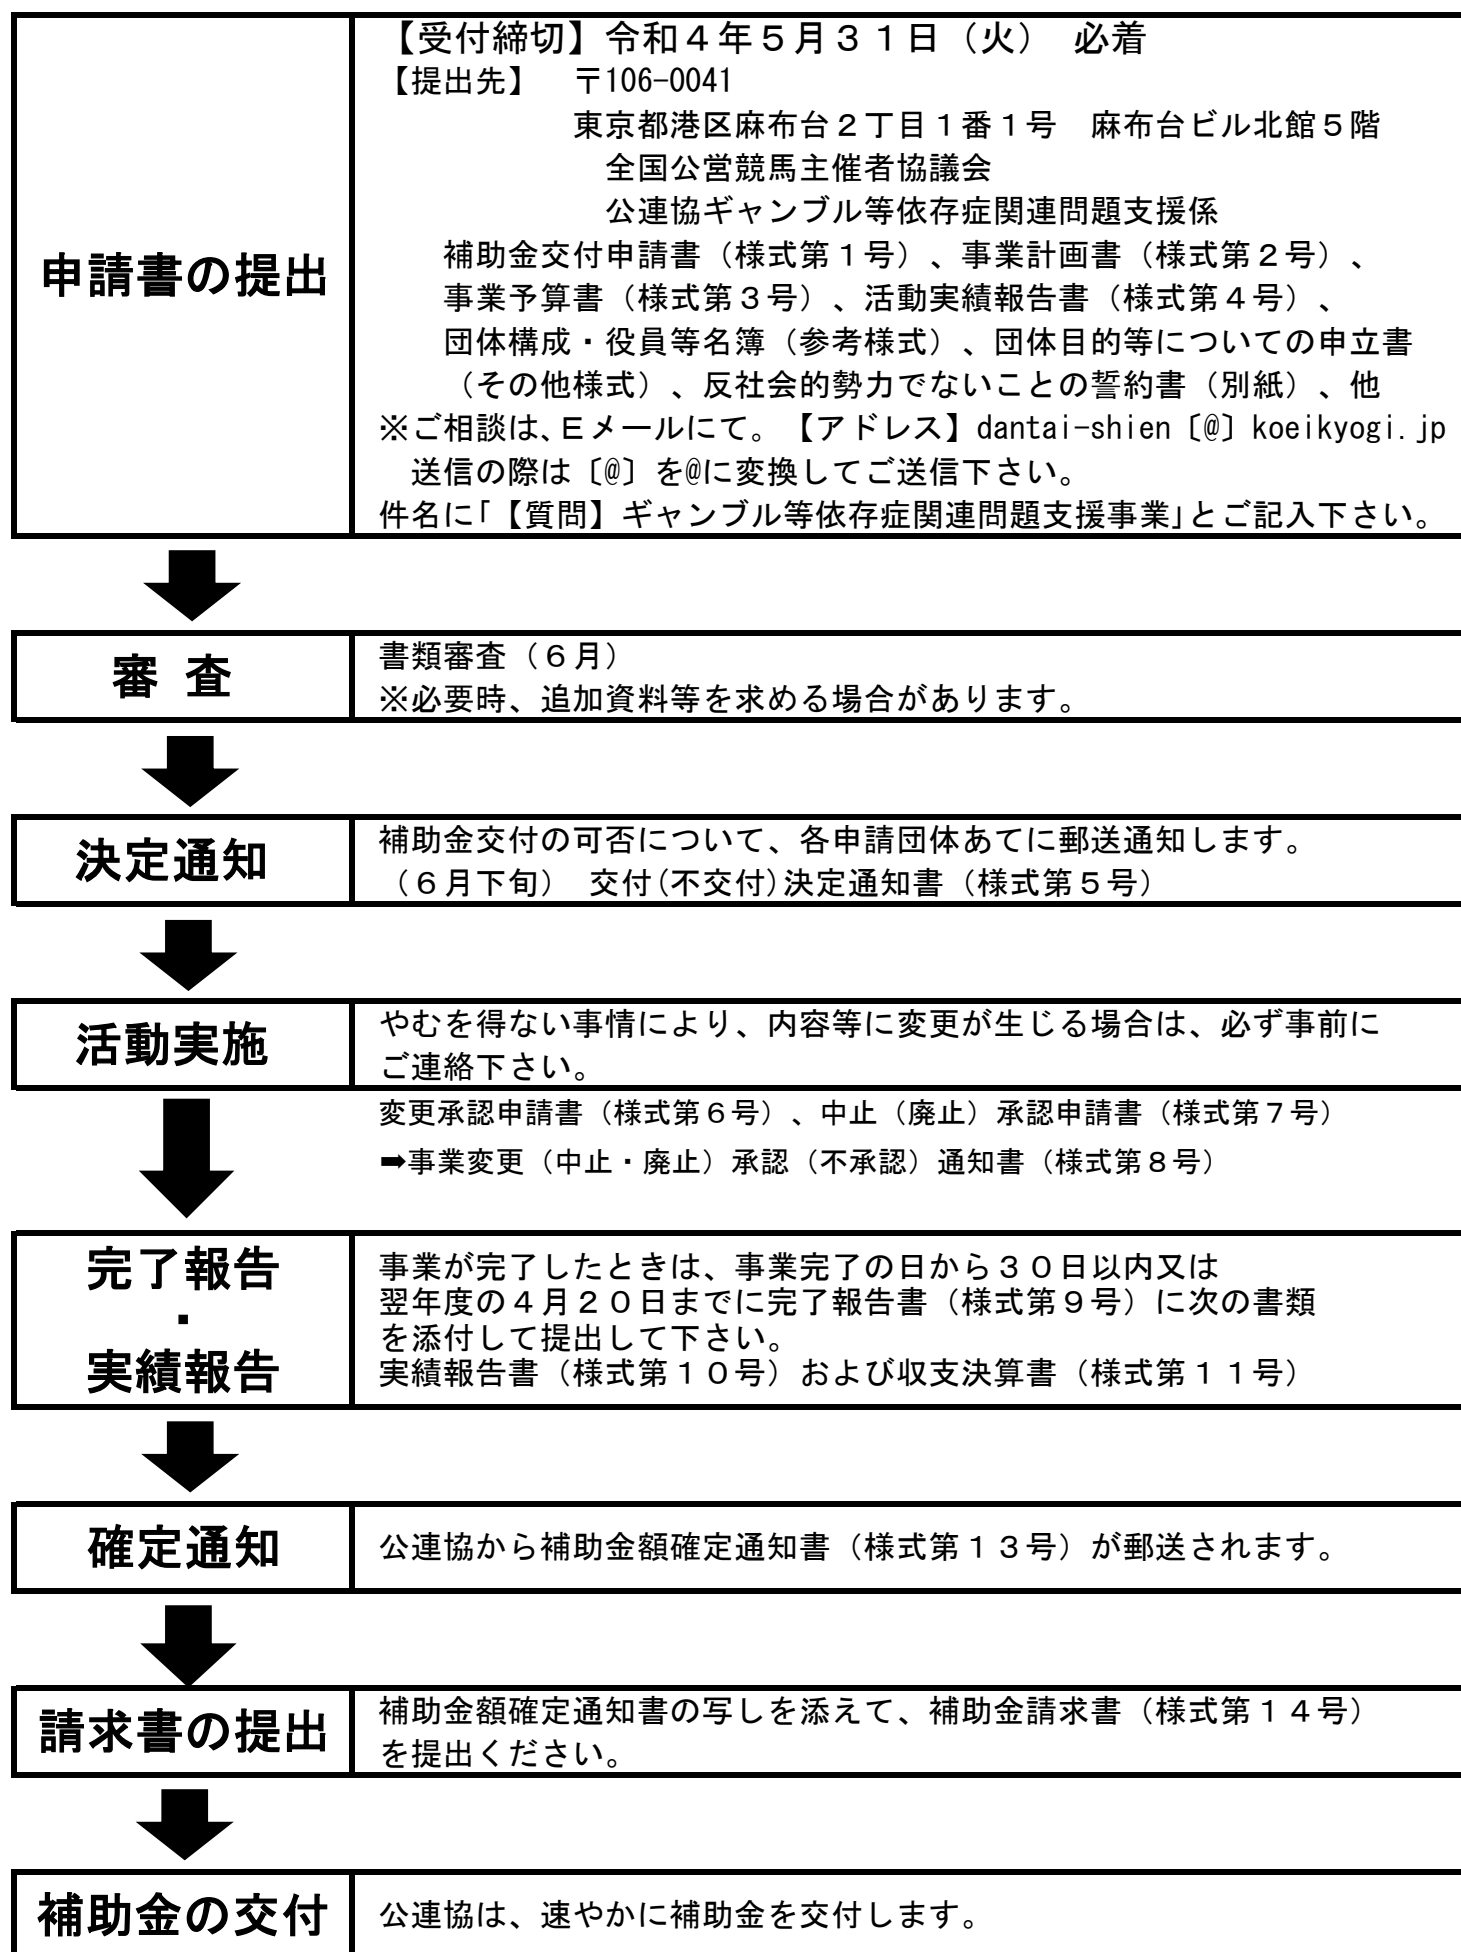 申請書の提出
【受付締切】令和４年５月３１日（火）　必着
【提出先】　〒106-0041
東京都港区麻布台２丁目１番１号　麻布台ビル北館５階
全国公営競馬主催者協議会
公連協ギャンブル等依存症関連問題支援係
補助金交付申請書（様式第１号）、事業計画書（様式第２号）、
事業予算書（様式第３号）、活動実績報告書（様式第４号）、
団体構成・役員等名簿（参考様式）、団体目的等についての申立書
（その他様式）、反社会的勢力でないことの誓約書（別紙）、他
※ご相談は、Ｅメールにて。【アドレス】dantai-shien〔@〕koeikyogi.jp
送信の際は〔@〕を@に変換してご送信下さい。
件名に｢【質問】ギャンブル等依存症関連問題支援事業｣とご記入下さい。
審 査
書類審査（６月）
※必要時、追加資料等を求める場合があります。
決定通知
補助金交付の可否について、各申請団体あてに郵送通知します。
（６月下旬）　交付(不交付)決定通知書（様式第５号）
活動実施
やむを得ない事情により、内容等に変更が生じる場合は、必ず事前に
ご連絡下さい。
変更承認申請書（様式第６号）、中止（廃止）承認申請書（様式第７号）
➡事業変更（中止・廃止）承認（不承認）通知書（様式第８号）
完了報告
・
実績報告
事業が完了したときは、事業完了の日から３０日以内又は
翌年度の４月２０日までに完了報告書（様式第９号）に次の書類
を添付して提出して下さい。
実績報告書（様式第１０号）および収支決算書（様式第１１号）
確定通知
公連協から補助金額確定通知書（様式第１３号）が郵送されます。
請求書の提出
補助金額確定通知書の写しを添えて、補助金請求書（様式第１４号）
を提出ください。
補助金の交付
公連協は、速やかに補助金を交付します。